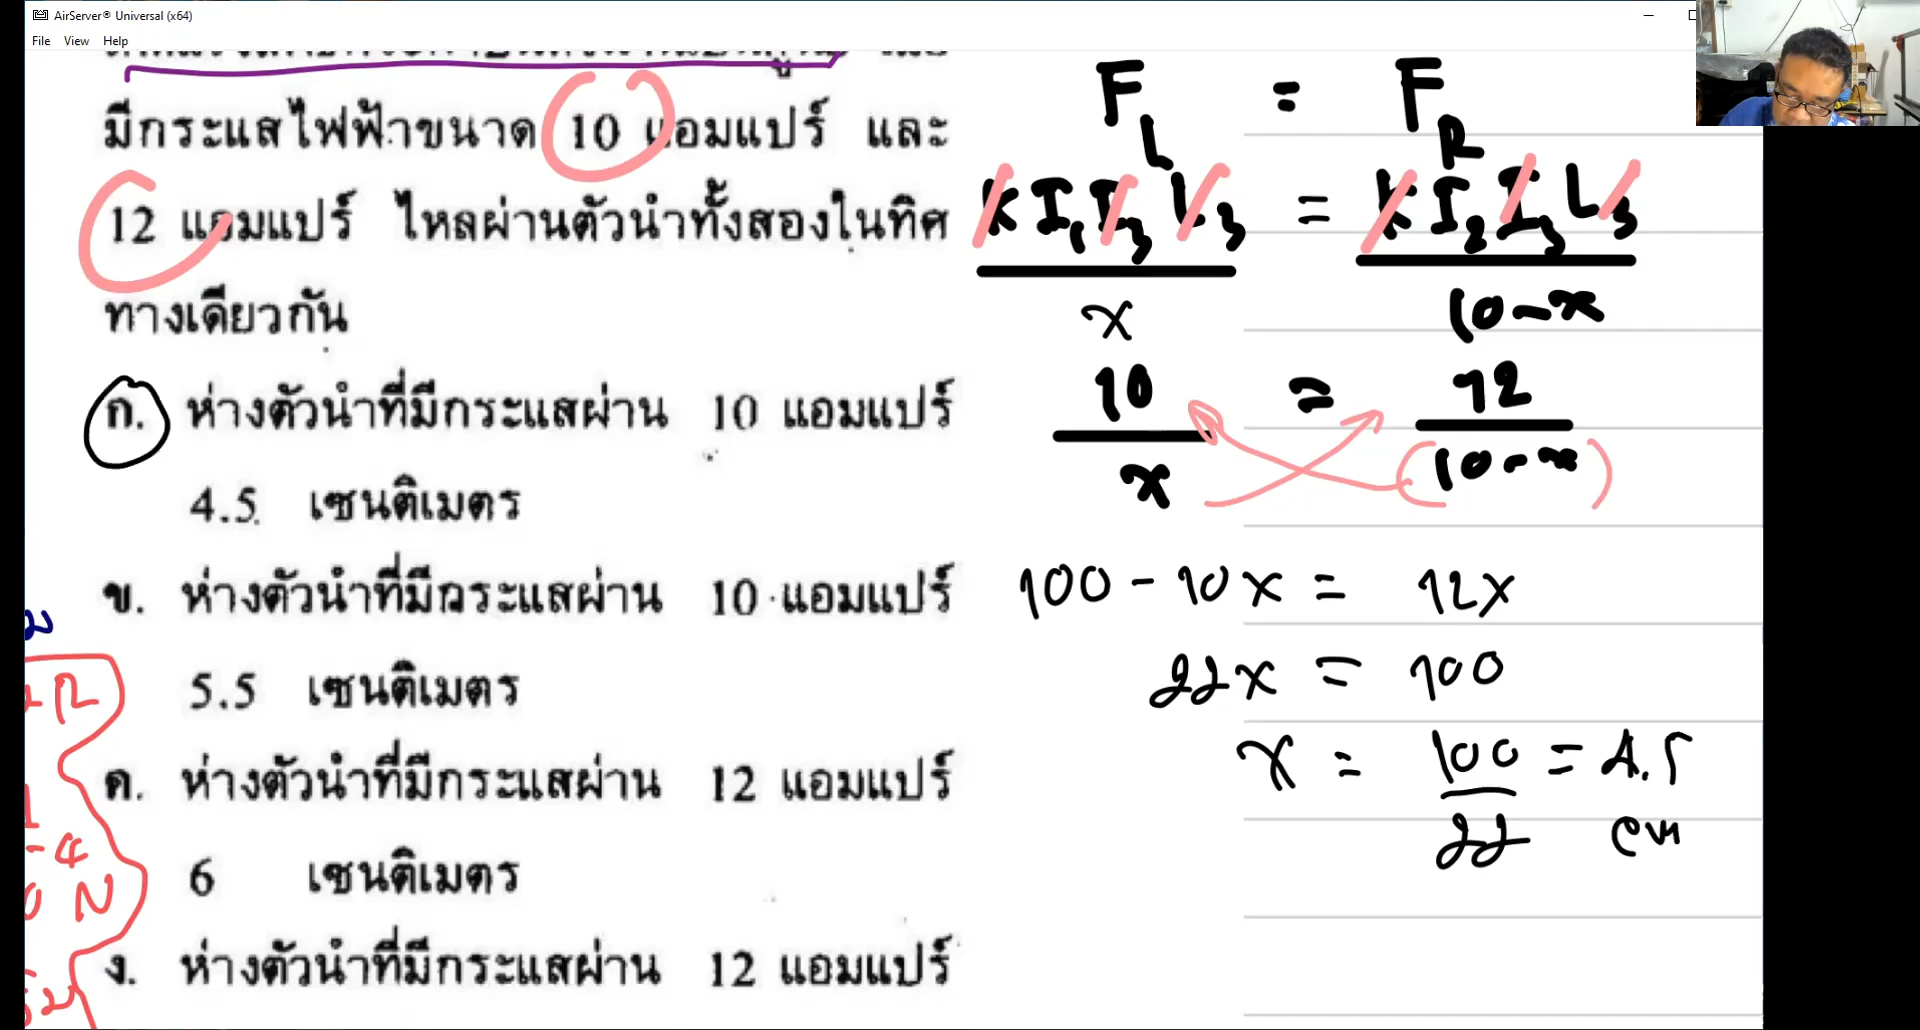 AirServer® Universal (x64)
File View Help
มีกระแสไฟฟ้าขนาด 10 แอมแปร์ และ
12 แอมแปร์ ไหลผ่านตัวนำทั้งสองในทิศ
ทางเดียวกัน
ก. ห่างตัวนำที่มีกระแสผ่าน 10 แอมแปร์
4.5 เซนติเมตร
ข. ห่างตัวนำที่มีกระแสผ่าน 10 แอมแปร์
5.5 เซนติเมตร
ค. ห่างตัวนำที่มีกระแสผ่าน 12 แอมแปร์
6 เซนติเมตร
ง. ห่างตัวนำที่มีกระแสผ่าน 12 แอมแปร์
F_L = F_R
K I₁ I₃ L₃ = K I₂ I₃ L₃
x 10-x
10 = 12
x (10-x)
100 - 10x = 12x
22x = 100
x = 100 = 4.5
22 cm
R
-4
N